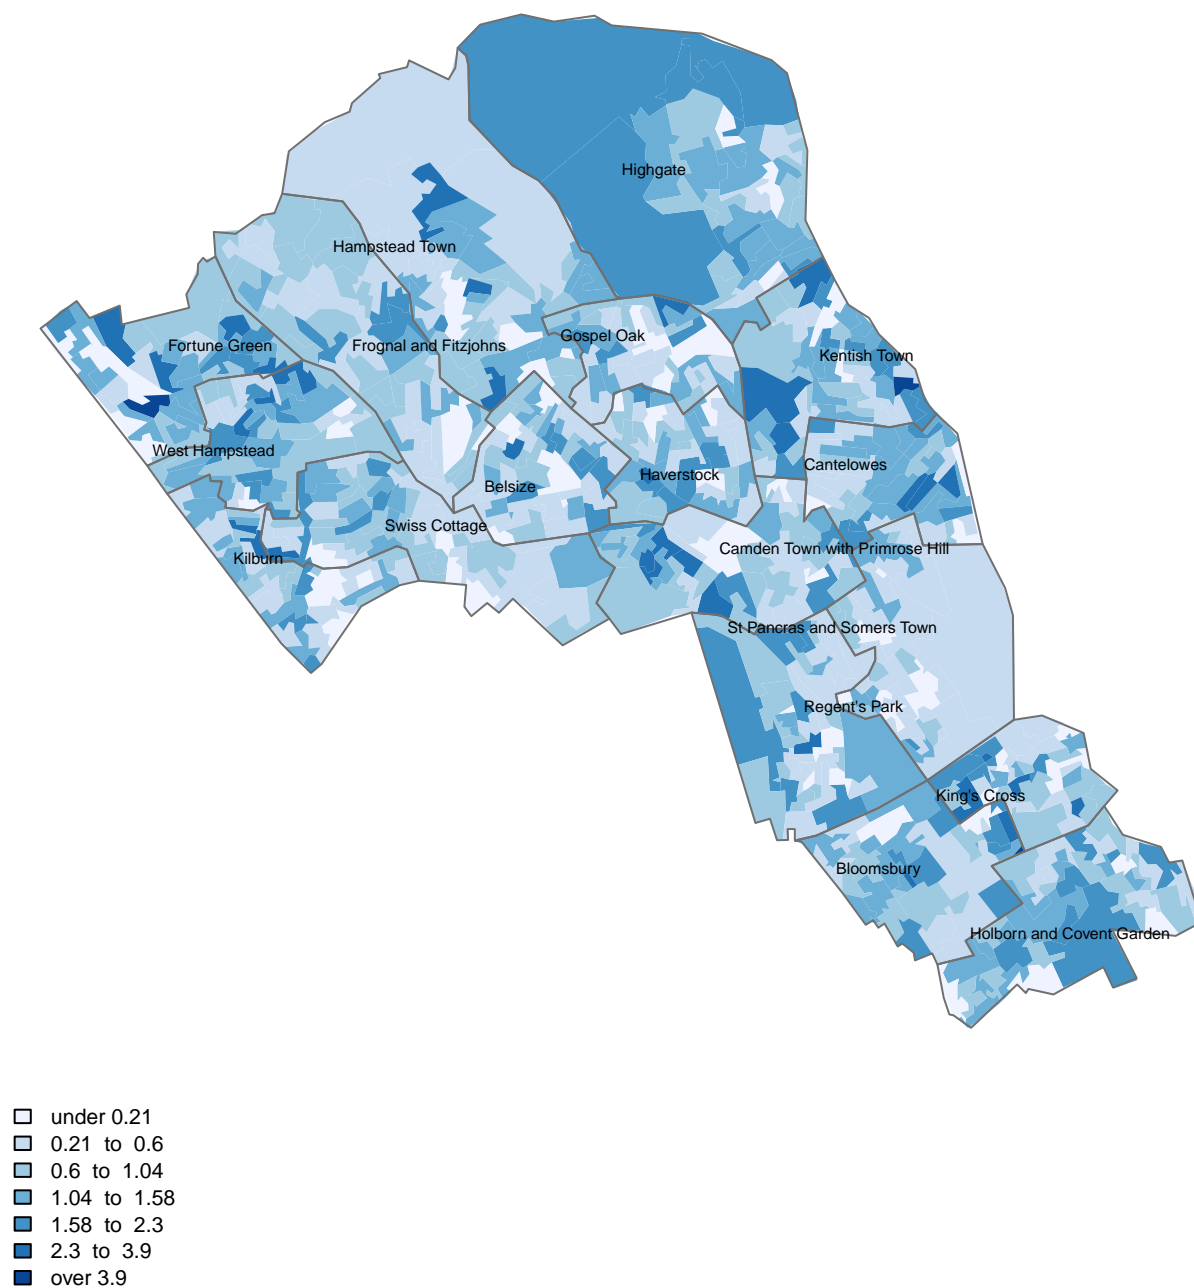 Highgate
Hampstead Town
Gospel Oak
Fortune Green
Frognal and Fitzjohns
Kentish Town
West Hampstead
Cantelowes
Haverstock
Belsize
Swiss Cottage
Camden Town with Primrose Hill
Kilburn
St Pancras and Somers Town
Regent's Park
King's Cross
Bloomsbury
Holborn and Covent Garden
under 0.21
0.21 to 0.6
0.6 to 1.04
1.04 to 1.58
1.58 to 2.3
2.3 to 3.9
over 3.9